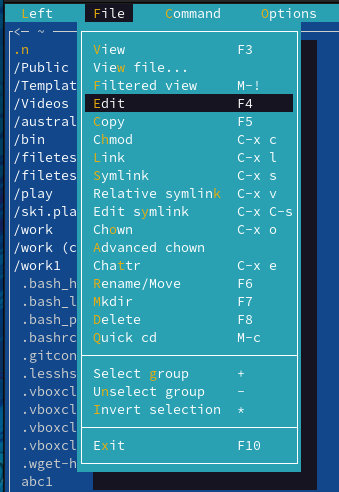 Left File Command Options
<— ~
.n
View F3
/Public View file...
/Templat Filtered view M-!
/Videos Edit F4
/austral Copy F5
/bin Chmod C-x c
/filetes Link C-x l
/filetes Symlink C-x s
/play Relative symlink C-x v
/ski.pla Edit symlink C-x C-s
/work Chown C-x o
/work (c Advanced chown
/work1 Chattr C-x e
.bash_h Rename/Move F6
.bash_l Mkdir F7
.bash_p Delete F8
.bashrc Quick cd M-c
.gitcon
.lesshs Select group +
.vboxcl Unselect group -
.vboxcl Invert selection *
.vboxcl
.vboxcl Exit F10
.wget-h
abc1